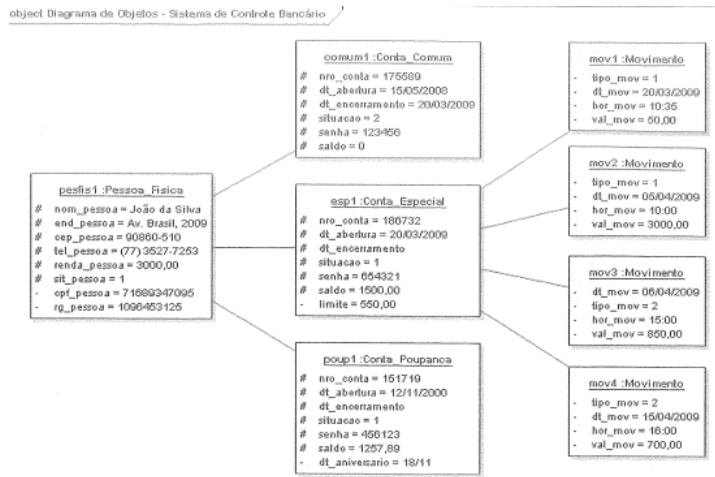 object Diagrama de Objetos - Sistema de Controle Bancário
comum1 :Conta_Comum
# nro_conta = 175589
# dt_abertura = 15/05/2008
# dt_encerramento = 20/03/2009
# situacao = 2
# senha = 123456
# saldo = 0
pesfis1 :Pessoa_Fisica
# nom_pessoa = João da Silva
# end_pessoa = Av. Brasil, 2009
# cep_pessoa = 90860-510
# tel_pessoa = (77) 3527-7253
# renda_pessoa = 3000,00
# sit_pessoa = 1
- cpf_pessoa = 71689347095
- rg_pessoa = 1096453125
esp1 :Conta_Especial
# nro_conta = 186732
# dt_abertura = 20/03/2009
# dt_encerramento
# situacao = 1
# senha = 654321
# saldo = 1500,00
- limite = 550,00
poup1 :Conta_Poupanca
# nro_conta = 151719
# dt_abertura = 12/11/2000
# dt_encerramento
# situacao = 1
# senha = 456123
# saldo = 1257,89
- dt_aniversario = 18/11
mov1 :Movimento
- tipo_mov = 1
- dt_mov = 20/03/2009
- hor_mov = 10:35
- val_mov = 50,00
mov2 :Movimento
- tipo_mov = 1
- dt_mov = 05/04/2009
- hor_mov = 10:00
- val_mov = 3000,00
mov3 :Movimento
- dt_mov = 06/04/2009
- tipo_mov = 2
- hor_mov = 15:00
- val_mov = 850,00
mov4 :Movimento
- tipo_mov = 2
- dt_mov = 15/04/2009
- hor_mov = 16:00
- val_mov = 700,00